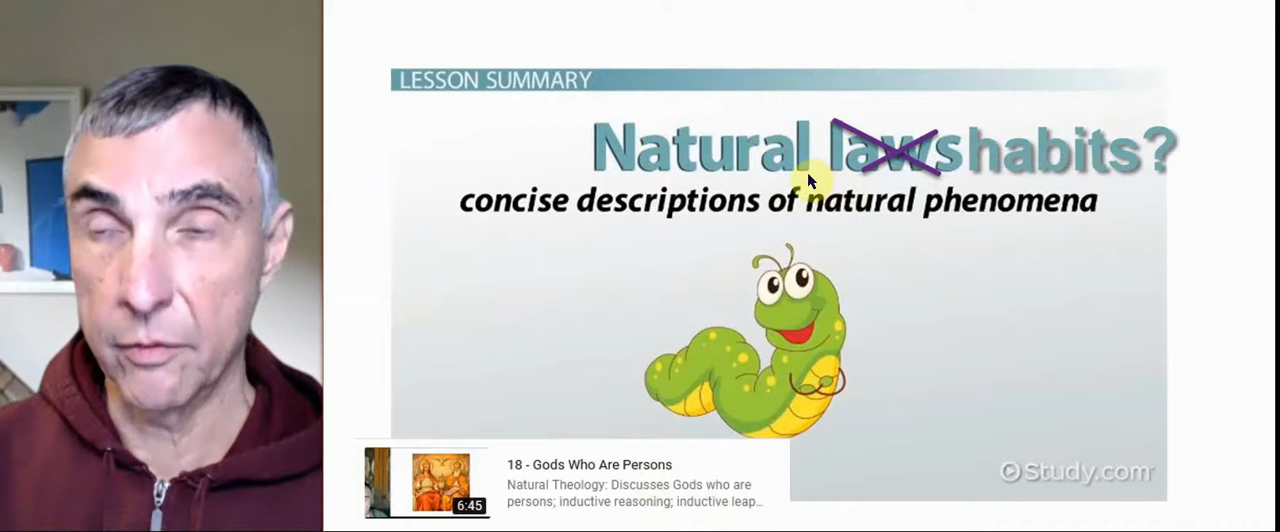 LESSON SUMMARY
Natural laws habits?
concise descriptions of natural phenomena
18 - Gods Who Are Persons
Natural Theology: Discusses Gods who are
persons; inductive reasoning; inductive leap...
6:45
Study.com